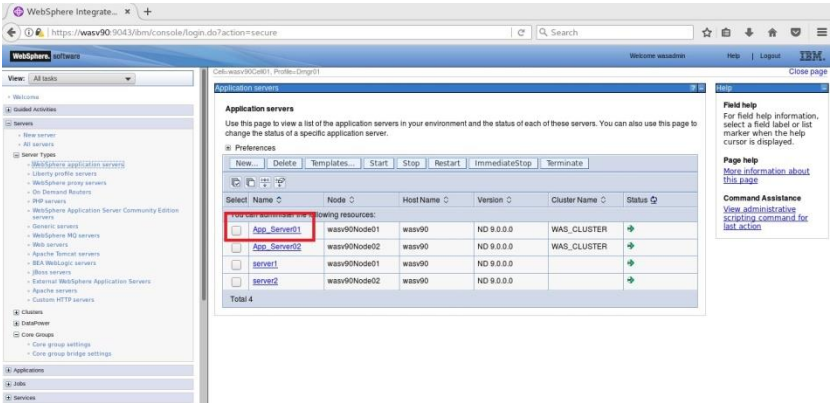 WebSphere Integrate...
https://wasv90:9043/ibm/console/login.do?action=secure
Search
WebSphere. software
Welcome wasadmin
Help | Logout
IBM.
Cell=wasv90Cell01, Profile=Dmgr01
Close page
View: All tasks
Welcome
Guided Activities
Servers
New server
All servers
Server Types
WebSphere application servers
Liberty profile servers
WebSphere proxy servers
On Demand Routers
PHP servers
WebSphere Application Server Community Edition
servers
Generic servers
WebSphere MQ servers
Web servers
Apache Tomcat servers
BEA WebLogic servers
JBoss servers
External WebSphere Application Servers
Apache servers
Custom HTTP servers
Clusters
DataPower
Core Groups
Core group settings
Core group bridge settings
Applications
Jobs
Services
Application servers
Application servers
Use this page to view a list of the application servers in your environment and the status of each of these servers. You can also use this page to
change the status of a specific application server.
Preferences
New... Delete Templates... Start Stop Restart ImmediateStop Terminate
Select Name Node Host Name Version Cluster Name Status
You can administer the following resources:
App_Server01 wasv90Node01 wasv90 ND 9.0.0.0 WAS_CLUSTER
App_Server02 wasv90Node02 wasv90 ND 9.0.0.0 WAS_CLUSTER
server1 wasv90Node01 wasv90 ND 9.0.0.0
server2 wasv90Node02 wasv90 ND 9.0.0.0
Total 4
Help
Field help
For field help information,
select a field label or list
marker when the help
cursor is displayed.
Page help
More information about
this page
Command Assistance
View administrative
scripting command for
last action